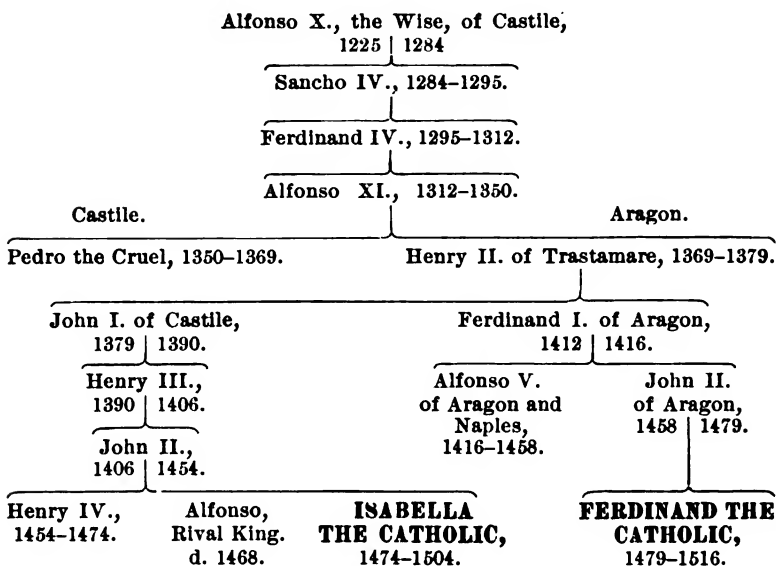 Alfonso X., the Wise, of Castile,
1225 | 1284
Sancho IV., 1284–1295.
Ferdinand IV., 1295–1312.
Alfonso XI., 1312–1350.
Castile. Aragon.
Pedro the Cruel, 1350–1369. Henry II. of Trastamare, 1369–1379.
John I. of Castile, Ferdinand I. of Aragon,
1379 | 1390. 1412 | 1416.
Henry III., Alfonso V. John II.
1390 | 1406. of Aragon and of Aragon,
John II., Naples, 1458 | 1479.
1406 | 1454. 1416–1458.
Henry IV., Alfonso, ISABELLA FERDINAND THE
1454–1474. Rival King. THE CATHOLIC, CATHOLIC,
d. 1468. 1474–1504. 1479–1516.